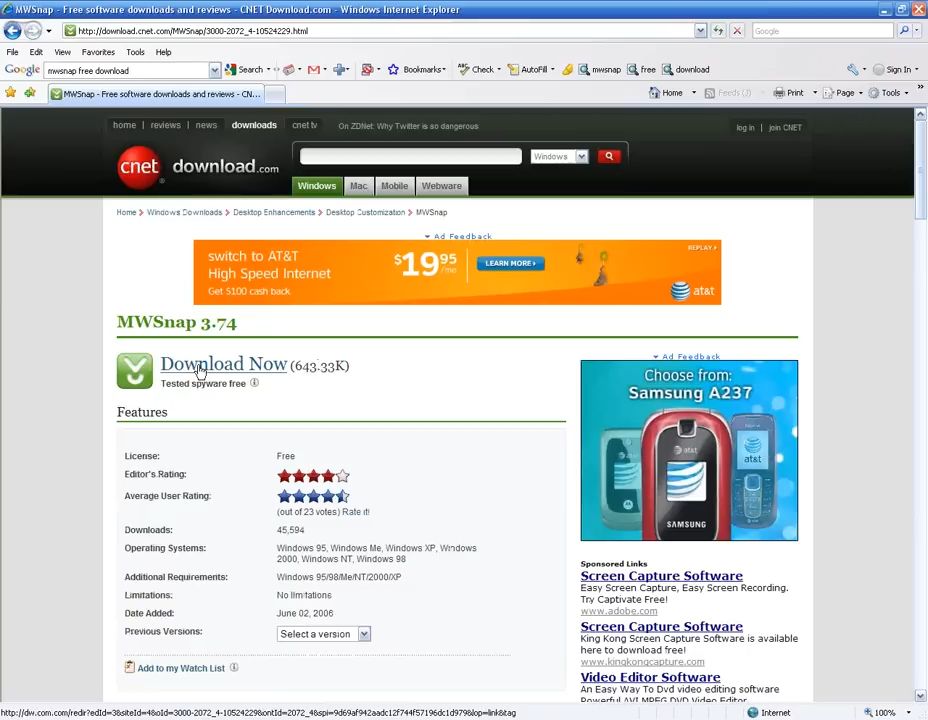 MWSnap - Free software downloads and reviews - CNET Download.com - Windows Internet Explorer
http://download.cnet.com/MWSnap/3000-2072_4-10524229.html
Google
File Edit View Favorites Tools Help
Google mwsnap free download Search Bookmarks Check AutoFill mwsnap free download Sign In
MWSnap - Free software downloads and reviews - CN... Home Feeds (J) Print Page Tools
home | reviews | news downloads cnet tv On ZDNet: Why Twitter is so dangerous log in | join CNET
cnet download.com Windows
Windows Mac Mobile Webware
Home > Windows Downloads > Desktop Enhancements > Desktop Customization > MWSnap
Ad Feedback
switch to AT&T
High Speed Internet
Get $100 cash back
$19 95 /mo
LEARN MORE
REPLAY
at&t
MWSnap 3.74
Download Now (643.33K)
Tested spyware free
Features
License: Free
Editor's Rating:
Average User Rating:
(out of 23 votes) Rate it!
Downloads: 45,594
Operating Systems: Windows 95, Windows Me, Windows XP, Windows
2000, Windows NT, Windows 98
Additional Requirements: Windows 95/98/Me/NT/2000/XP
Limitations: No limitations
Date Added: June 02, 2006
Previous Versions: Select a version
Add to my Watch List
Ad Feedback
Choose from:
Samsung A237
at&t
at&t
SAMSUNG
Sponsored Links
Screen Capture Software
Easy Screen Capture, Easy Screen Recording.
Try Captivate Free!
www.adobe.com
Screen Capture Software
King Kong Screen Capture Software is available
here to download free!
www.kingkongcapture.com
Video Editor Software
An Easy Way To Dvd video editing software
Internet 100%